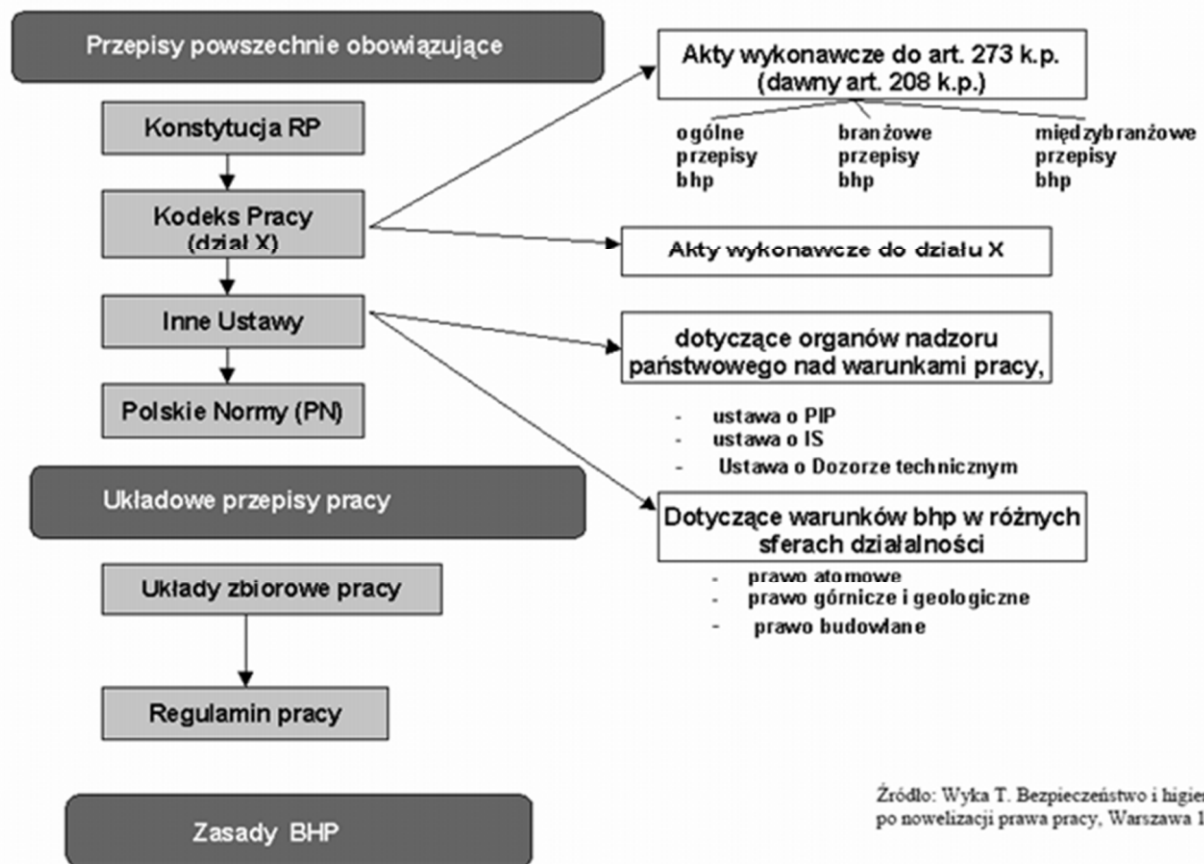 Przepisy powszechnie obowiązujące
Konstytucja RP
Kodeks Pracy
(dział X)
Inne Ustawy
Polskie Normy (PN)
Akty wykonawcze do art. 273 k.p.
(dawny art. 208 k.p.)
ogólne
przepisy
bhp
branżowe
przepisy
bhp
międzybranżowe
przepisy
bhp
Akty wykonawcze do działu X
dotyczące organów nadzoru
państwowego nad warunkami pracy,
- ustawa o PIP
- ustawa o IS
- Ustawa o Dozorze technicznym
Dotyczące warunków bhp w różnych
sferach działalności
- prawo atomowe
- prawo górnicze i geologiczne
- prawo budowlane
Układowe przepisy pracy
Układy zbiorowe pracy
Regulamin pracy
Zasady BHP
Źródło: Wyka T. Bezpieczeństwo i higien
po nowelizacji prawa pracy, Warszawa 1